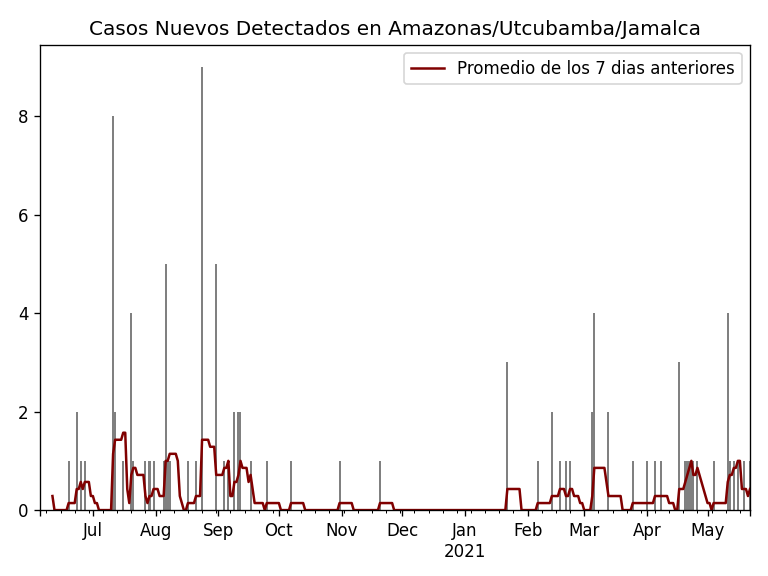 Casos Nuevos Detectados en Amazonas/Utcubamba/Jamalca
Promedio de los 7 dias anteriores
8
6
4
2
0
Jul Aug Sep Oct Nov Dec Jan Feb Mar Apr May
2021